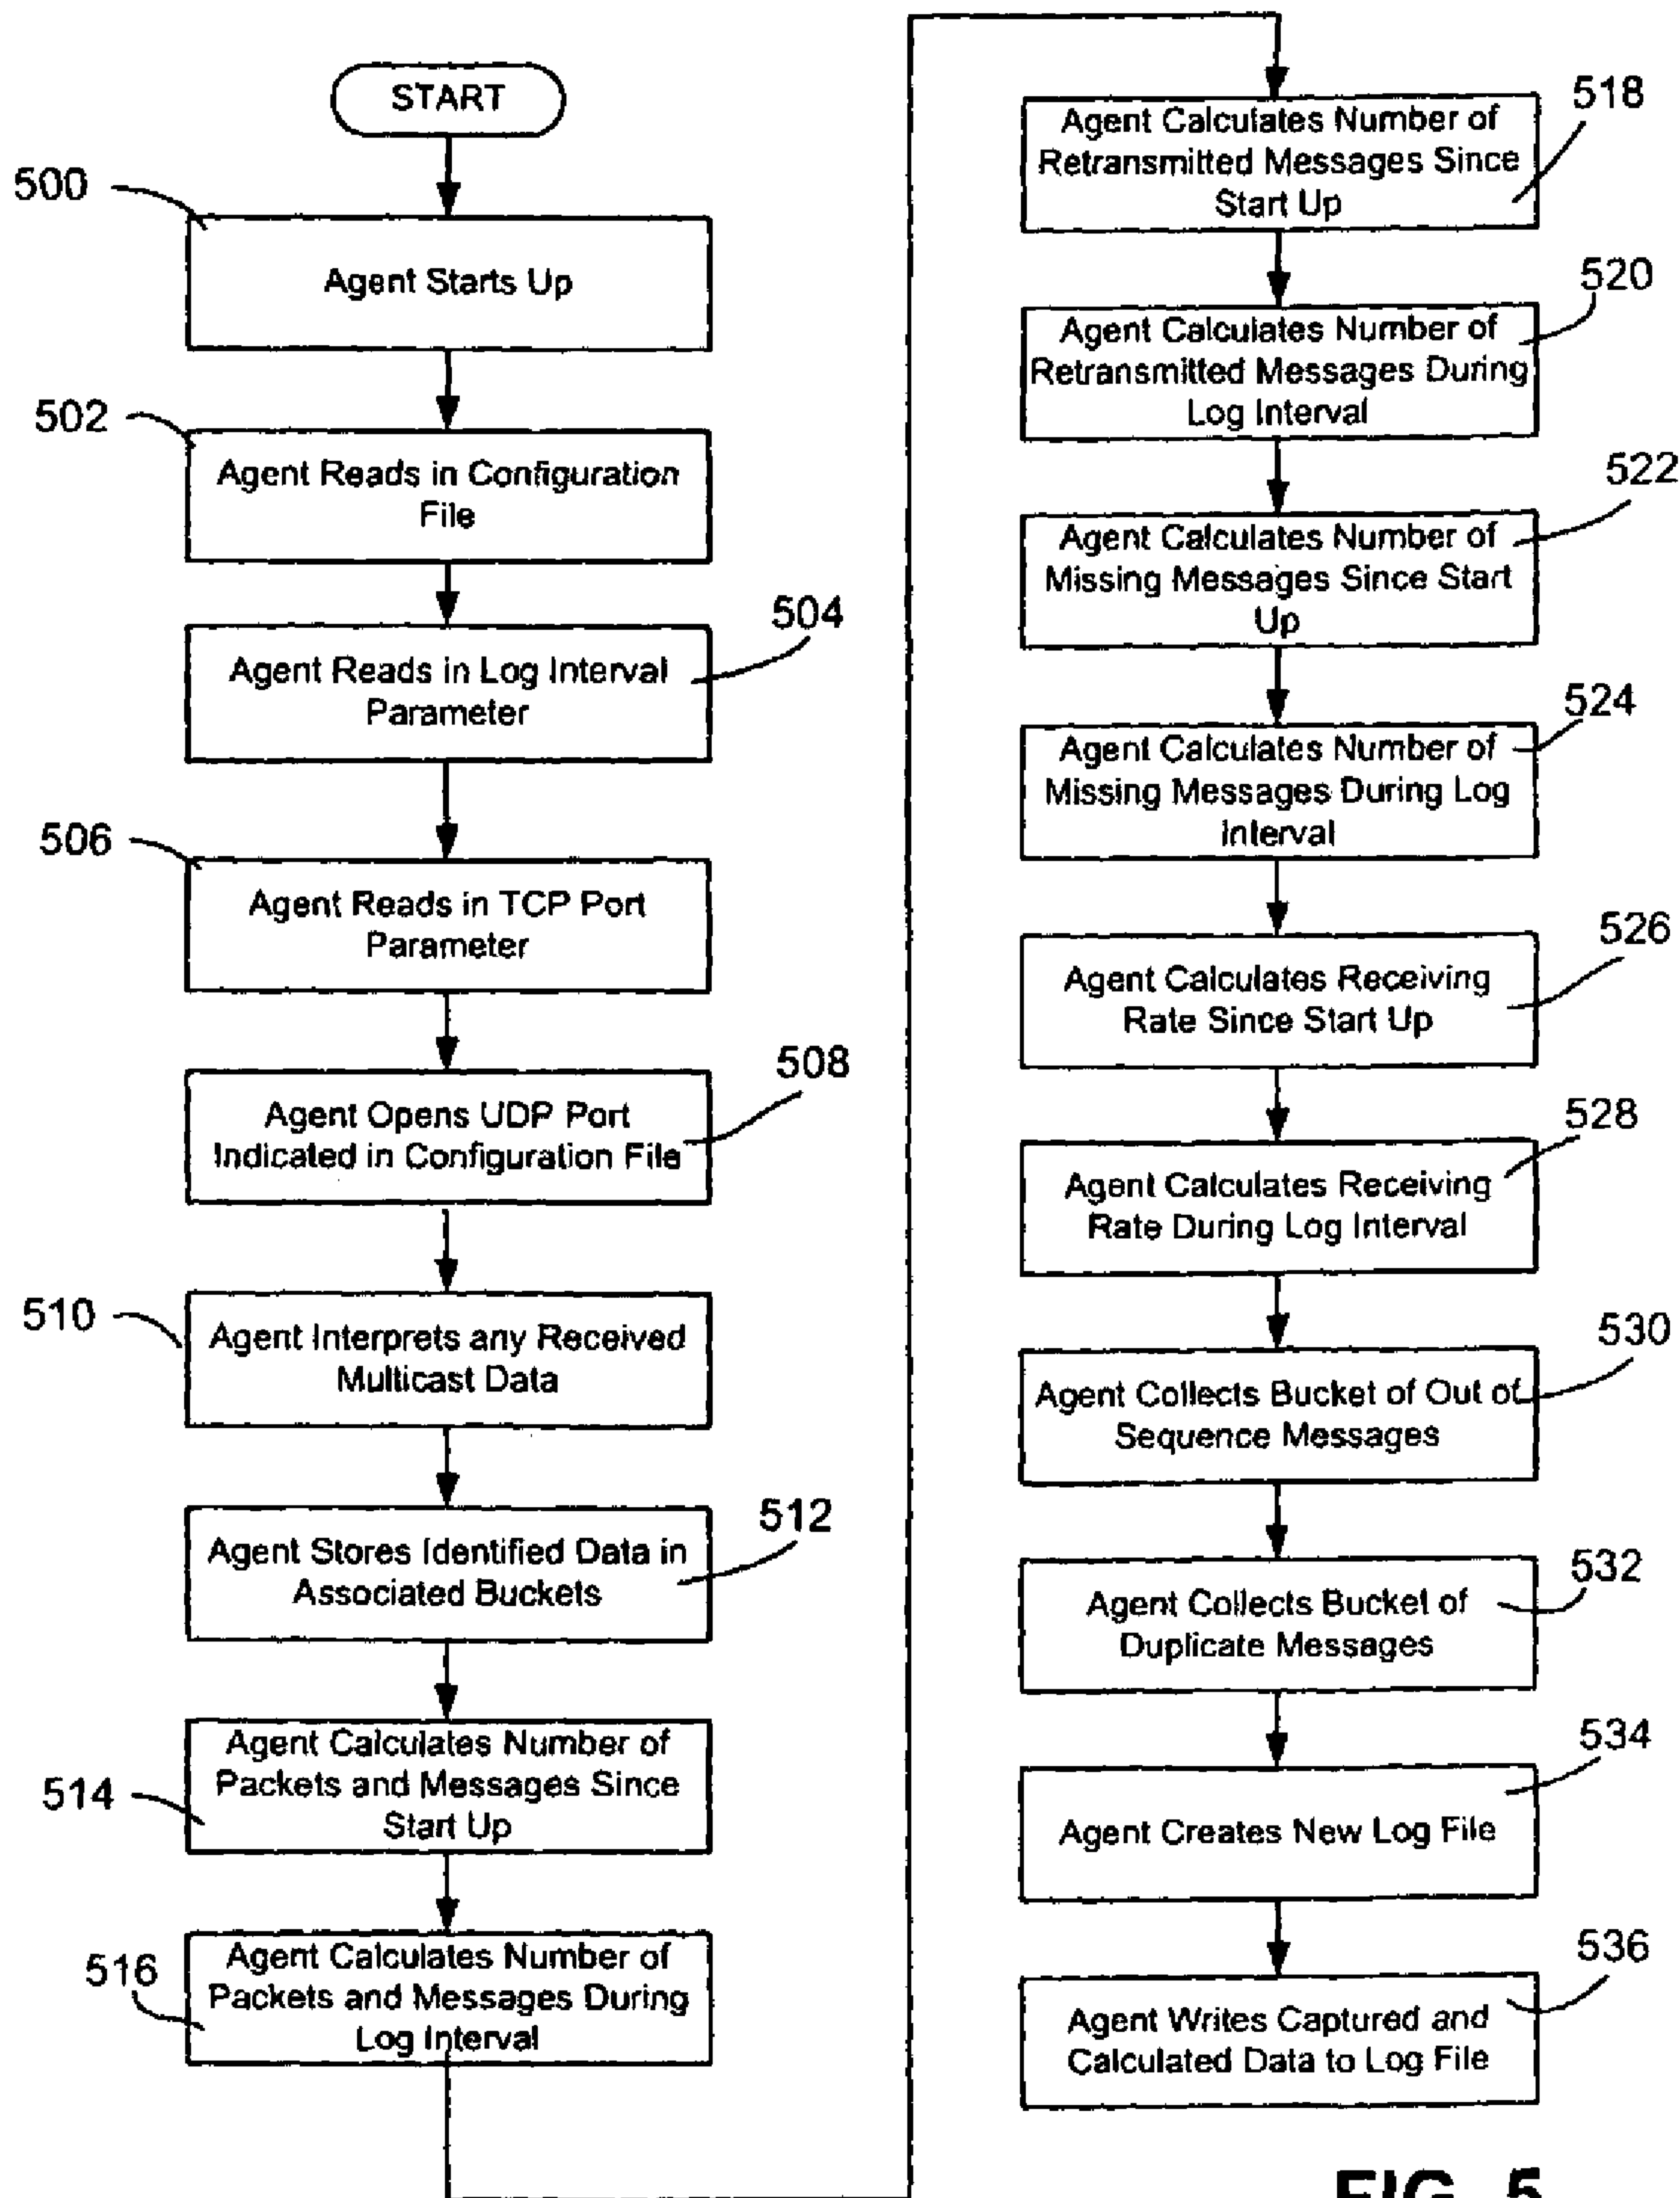 START
500
Agent Starts Up
502
Agent Reads in Configuration
File
504
Agent Reads in Log Interval
Parameter
506
Agent Reads in TCP Port
Parameter
508
Agent Opens UDP Port
Indicated in Configuration File
510
Agent Interprets any Received
Multicast Data
512
Agent Stores Identified Data in
Associated Buckets
514
Agent Calculates Number of
Packets and Messages Since
Start Up
516
Agent Calculates Number of
Packets and Messages During
Log Interval
518
Agent Calculates Number of
Retransmitted Messages Since
Start Up
520
Agent Calculates Number of
Retransmitted Messages During
Log Interval
522
Agent Calculates Number of
Missing Messages Since Start
Up
524
Agent Calculates Number of
Missing Messages During Log
Interval
526
Agent Calculates Receiving
Rate Since Start Up
528
Agent Calculates Receiving
Rate During Log Interval
530
Agent Collects Bucket of Out of
Sequence Messages
532
Agent Collects Bucket of
Duplicate Messages
534
Agent Creates New Log File
536
Agent Writes Captured and
Calculated Data to Log File
FIG. 5